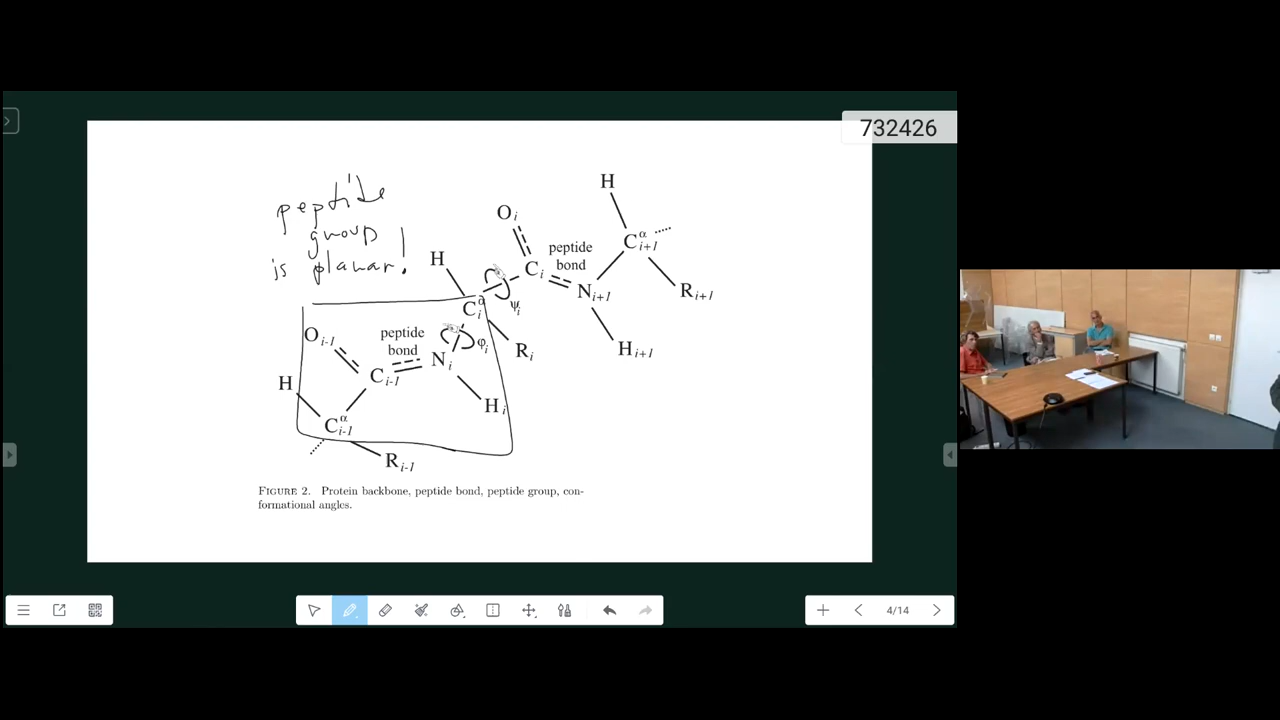 732426
peptide
group
is planar!
H
O i
peptide
bond
H
C α i+1
C i
N i+1
R i+1
H
C α i
ψ i
H i+1
O i-1
peptide
bond
φ i
R i
N i
C i-1
H
H i
C α i-1
R i-1
FIGURE 2. Protein backbone, peptide bond, peptide group, con-
formational angles.
4/14